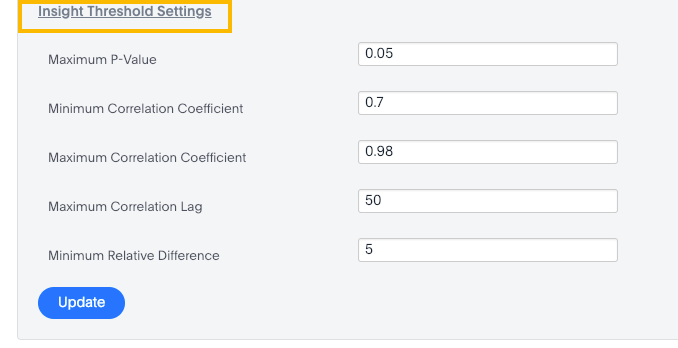 Insight Threshold Settings
Maximum P-Value 0.05
Minimum Correlation Coefficient 0.7
Maximum Correlation Coefficient 0.98
Maximum Correlation Lag 50
Minimum Relative Difference 5
Update